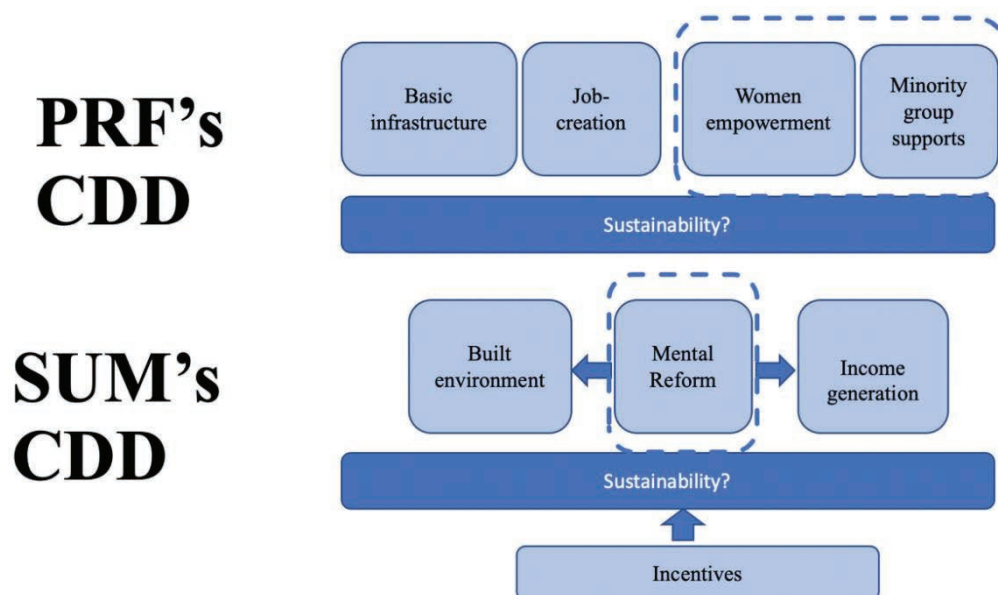 PRF's
CDD
Basic
infrastructure
Job-
creation
Women
empowerment
Minority
group
supports
Sustainability?
SUM's
CDD
Built
environment
Mental
Reform
Income
generation
Sustainability?
Incentives